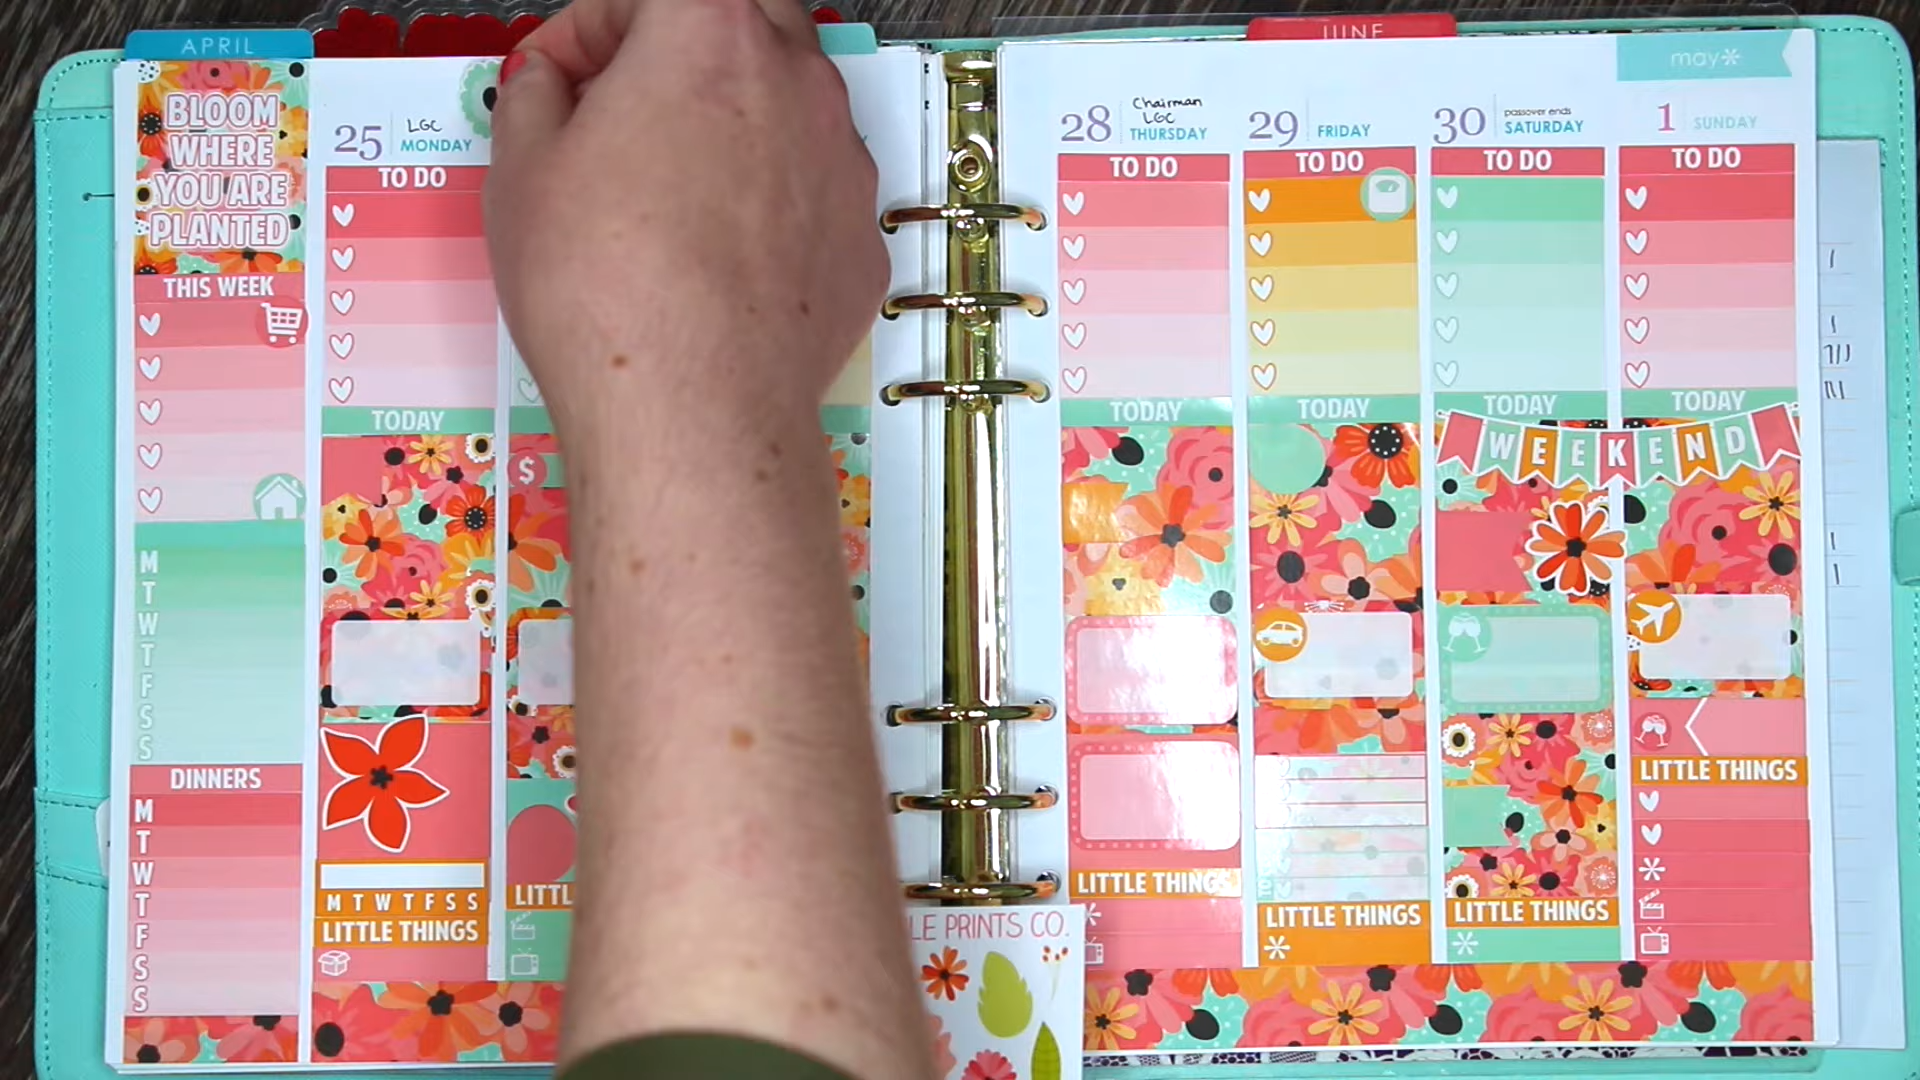 APRIL
JUNE
may*
BLOOM
WHERE
YOU ARE
PLANTED
THIS WEEK
M
T
W
T
F
S
S
DINNERS
M
T
W
T
F
S
S
25 LGC
MONDAY
TO DO
TODAY
M T W T F S S
LITTLE THINGS
$
LITTL
LE PRINTS CO.
28 Chairman
LGC
THURSDAY
TO DO
TODAY
LITTLE THINGS
29 FRIDAY
TO DO
TODAY
LITTLE THINGS
30 passover ends
SATURDAY
TO DO
TODAY
WEEKEND
LITTLE THINGS
1 SUNDAY
TO DO
TODAY
LITTLE THINGS